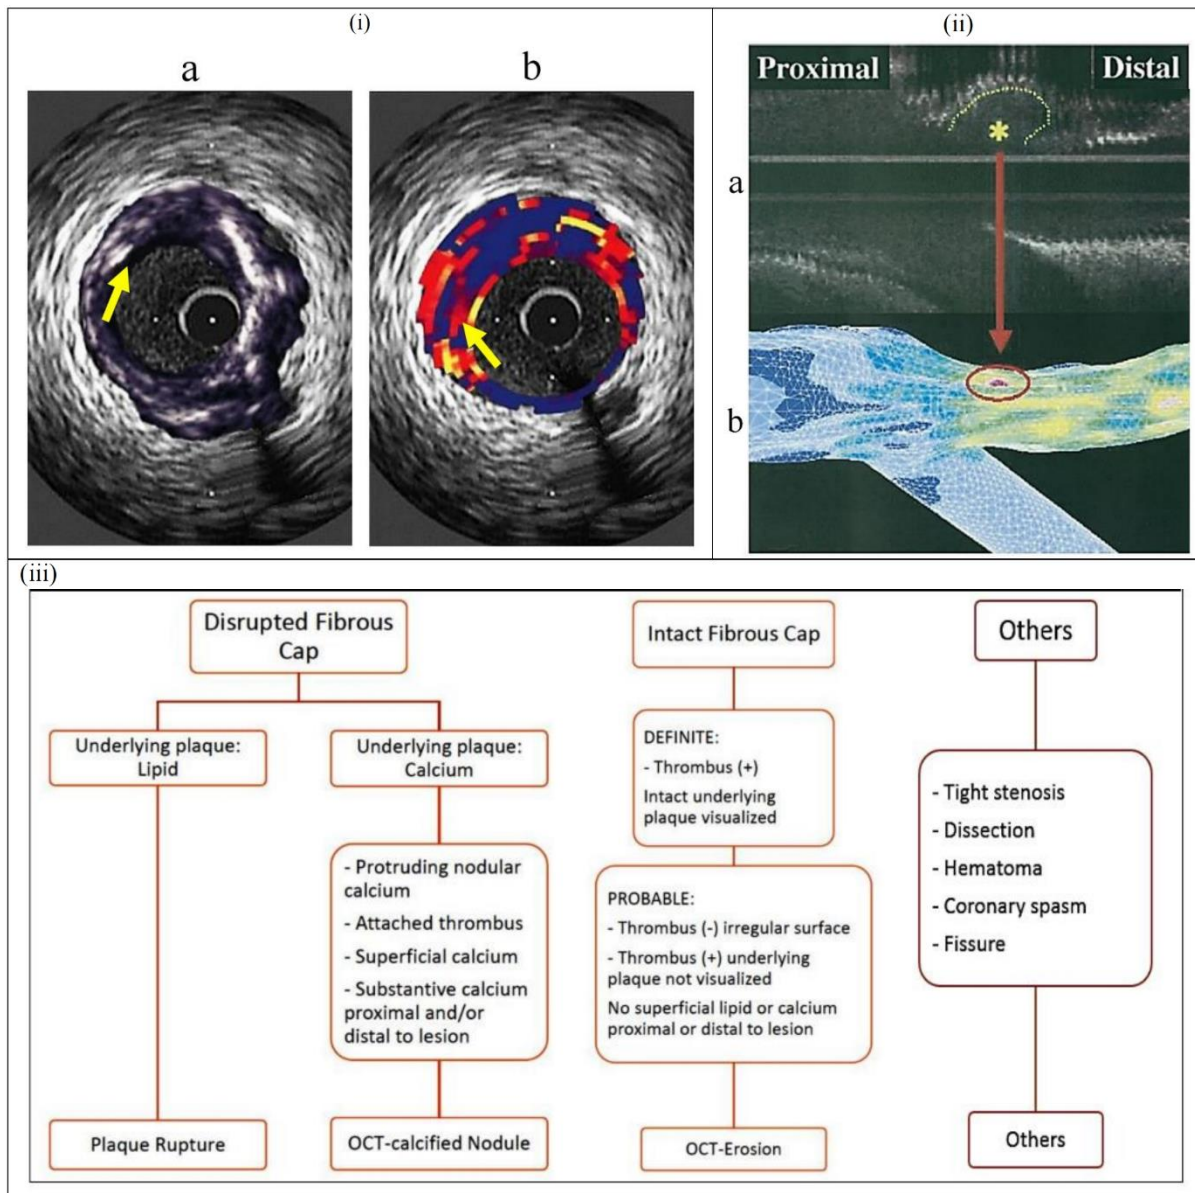 (i)
a
b
(ii)
Proximal
Distal
a
b
(iii)
Disrupted Fibrous
Cap
Underlying plaque:
Lipid
Underlying plaque:
Calcium
- Protruding nodular
calcium
- Attached thrombus
- Superficial calcium
- Substantive calcium
proximal and/or
distal to lesion
Plaque Rupture
OCT-calcified Nodule
Intact Fibrous Cap
DEFINITE:
- Thrombus (+)
Intact underlying
plaque visualized
PROBABLE:
- Thrombus (-) irregular surface
- Thrombus (+) underlying
plaque not visualized
No superficial lipid or calcium
proximal or distal to lesion
OCT-Erosion
Others
- Tight stenosis
- Dissection
- Hematoma
- Coronary spasm
- Fissure
Others